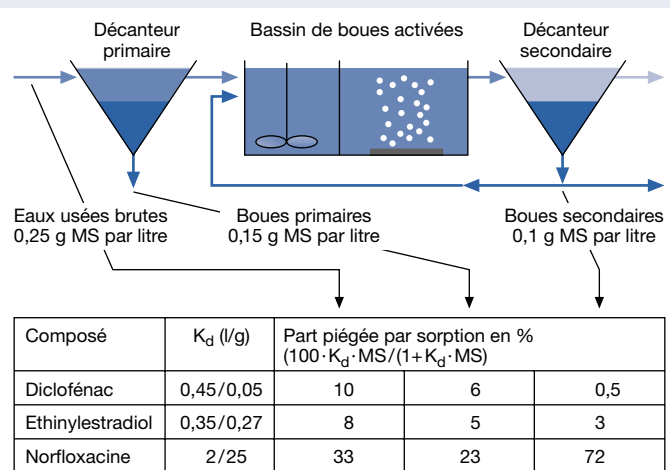 Décanteur primaire
Bassin de boues activées
Décanteur secondaire
Eaux usées brutes
0,25 g MS par litre
Boues primaires
0,15 g MS par litre
Boues secondaires
0,1 g MS par litre
Composé K_d (l/g) Part piégée par sorption en %
(100·K_d·MS/(1+K_d·MS)
Diclofénac 0,45/0,05 10 6 0,5
Ethinylestradiol 0,35/0,27 8 5 3
Norfloxacine 2/25 33 23 72